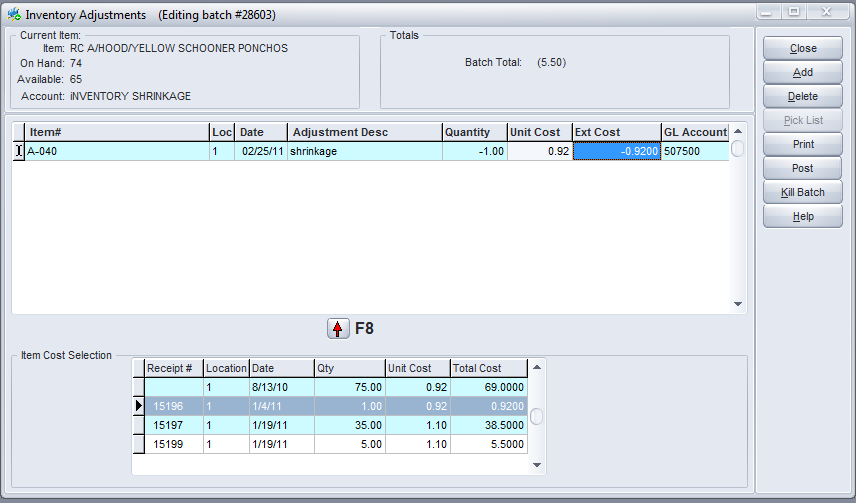 Inventory Adjustments (Editing batch #28603)
Current Item:
Item: RC A/HOOD/YELLOW SCHOONER PONCHOS
On Hand: 74
Available: 65
Account: iNVENTORY SHRINKAGE
Totals
Batch Total: (5.50)
Close
Add
Delete
Pick List
Print
Post
Kill Batch
Help
Item# Loc Date Adjustment Desc Quantity Unit Cost Ext Cost GL Account
A-040 1 02/25/11 shrinkage -1.00 0.92 -0.9200 507500
F8
Item Cost Selection
Receipt # Location Date Qty Unit Cost Total Cost
1 8/13/10 75.00 0.92 69.0000
15196 1 1/4/11 1.00 0.92 0.9200
15197 1 1/19/11 35.00 1.10 38.5000
15199 1 1/19/11 5.00 1.10 5.5000